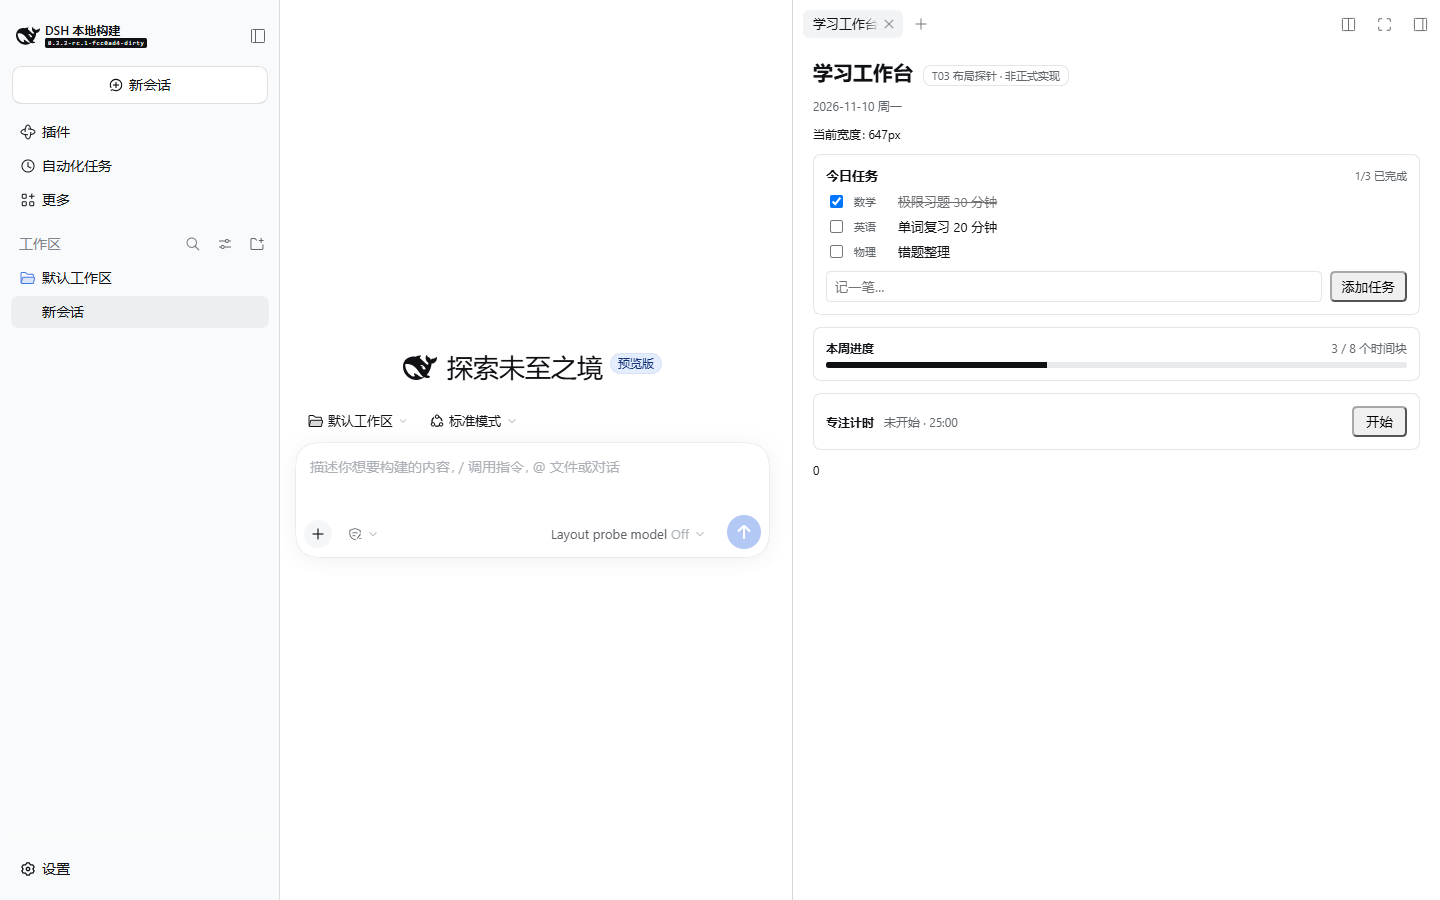 DSH 本地构建
0.2.2-rc.1-fcc0ad4-dirty
新会话
插件
自动化任务
更多
工作区
默认工作区
新会话
设置
探索未至之境 预览版
默认工作区 标准模式
描述你想要构建的内容, / 调用指令, @ 文件或对话
Layout probe model Off
学习工作台
学习工作台 T03 布局探针 · 非正式实现
2026-11-10 周一
当前宽度: 647px
今日任务 1/3 已完成
数学 极限习题 30 分钟
英语 单词复习 20 分钟
物理 错题整理
记一笔... 添加任务
本周进度 3 / 8 个时间块
专注计时 未开始 · 25:00 开始
0